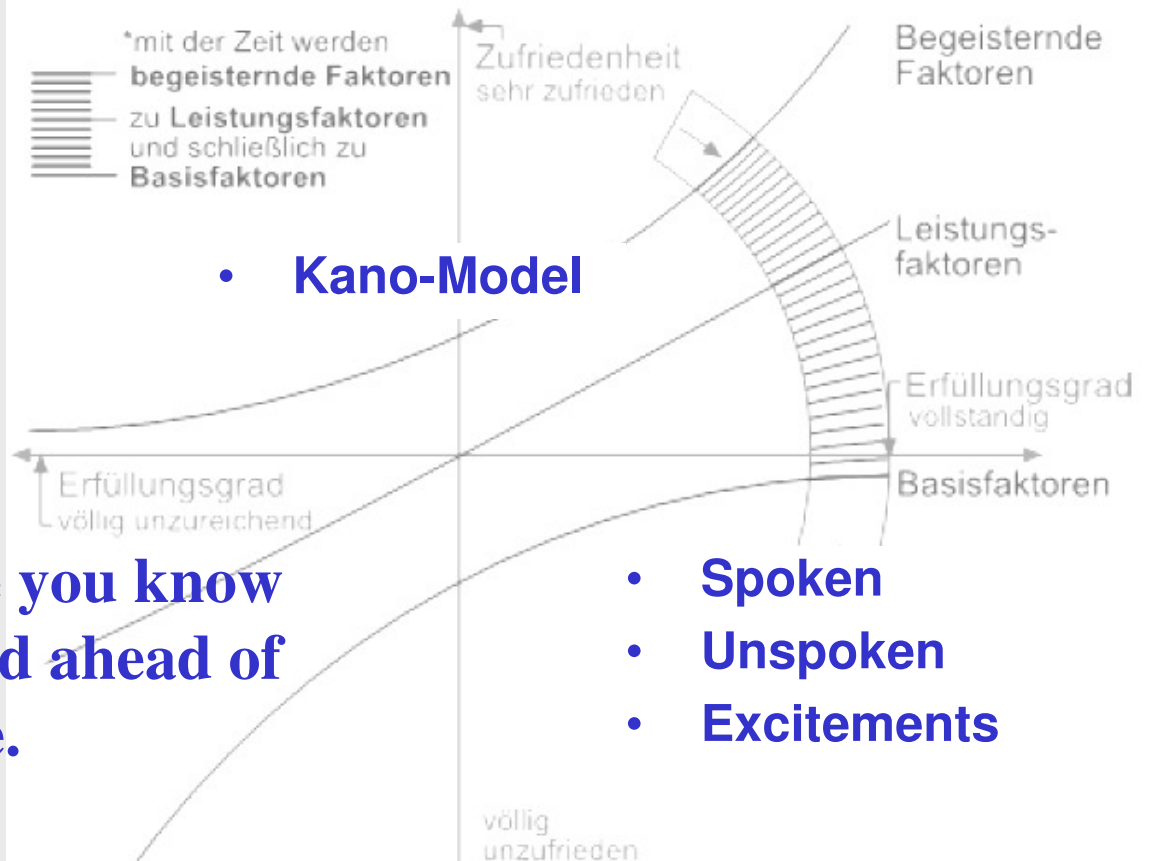 *mit der Zeit werden
begeisternde Faktoren
zu Leistungsfaktoren
und schließlich zu
Basisfaktoren
Zufriedenheit
sehr zufrieden
Begeisternde
Faktoren
• Kano-Model
Leistungs-
faktoren
Erfüllungsgrad
vollständig
Erfüllungsgrad
völlig unzureichend
Basisfaktoren
you know
ahead of
• Spoken
• Unspoken
• Excitements
völlig
unzufrieden